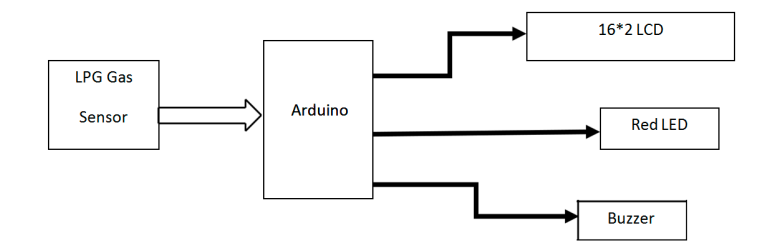 16*2 LCD
LPG Gas
Sensor
Arduino
Red LED
Buzzer